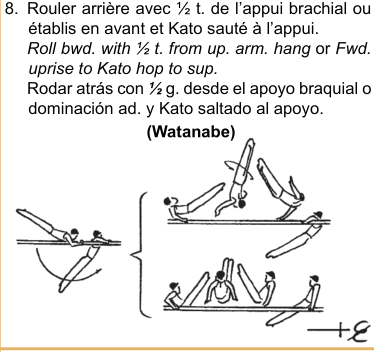 8. Rouler arrière avec ½ t. de l'appui brachial ou
établis en avant et Kato sauté à l'appui.
Roll bwd. with ½ t. from up. arm. hang or Fwd.
uprise to Kato hop to sup.
Rodar atrás con ½ g. desde el apoyo braquial o
dominación ad. y Kato saltado al apoyo.
(Watanabe)